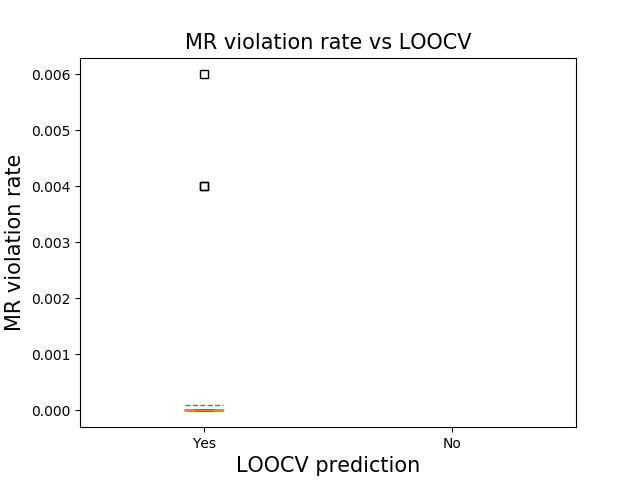 MR violation rate vs LOOCV
MR violation rate
0.006
0.005
0.004
0.003
0.002
0.001
0.000
Yes
No
LOOCV prediction